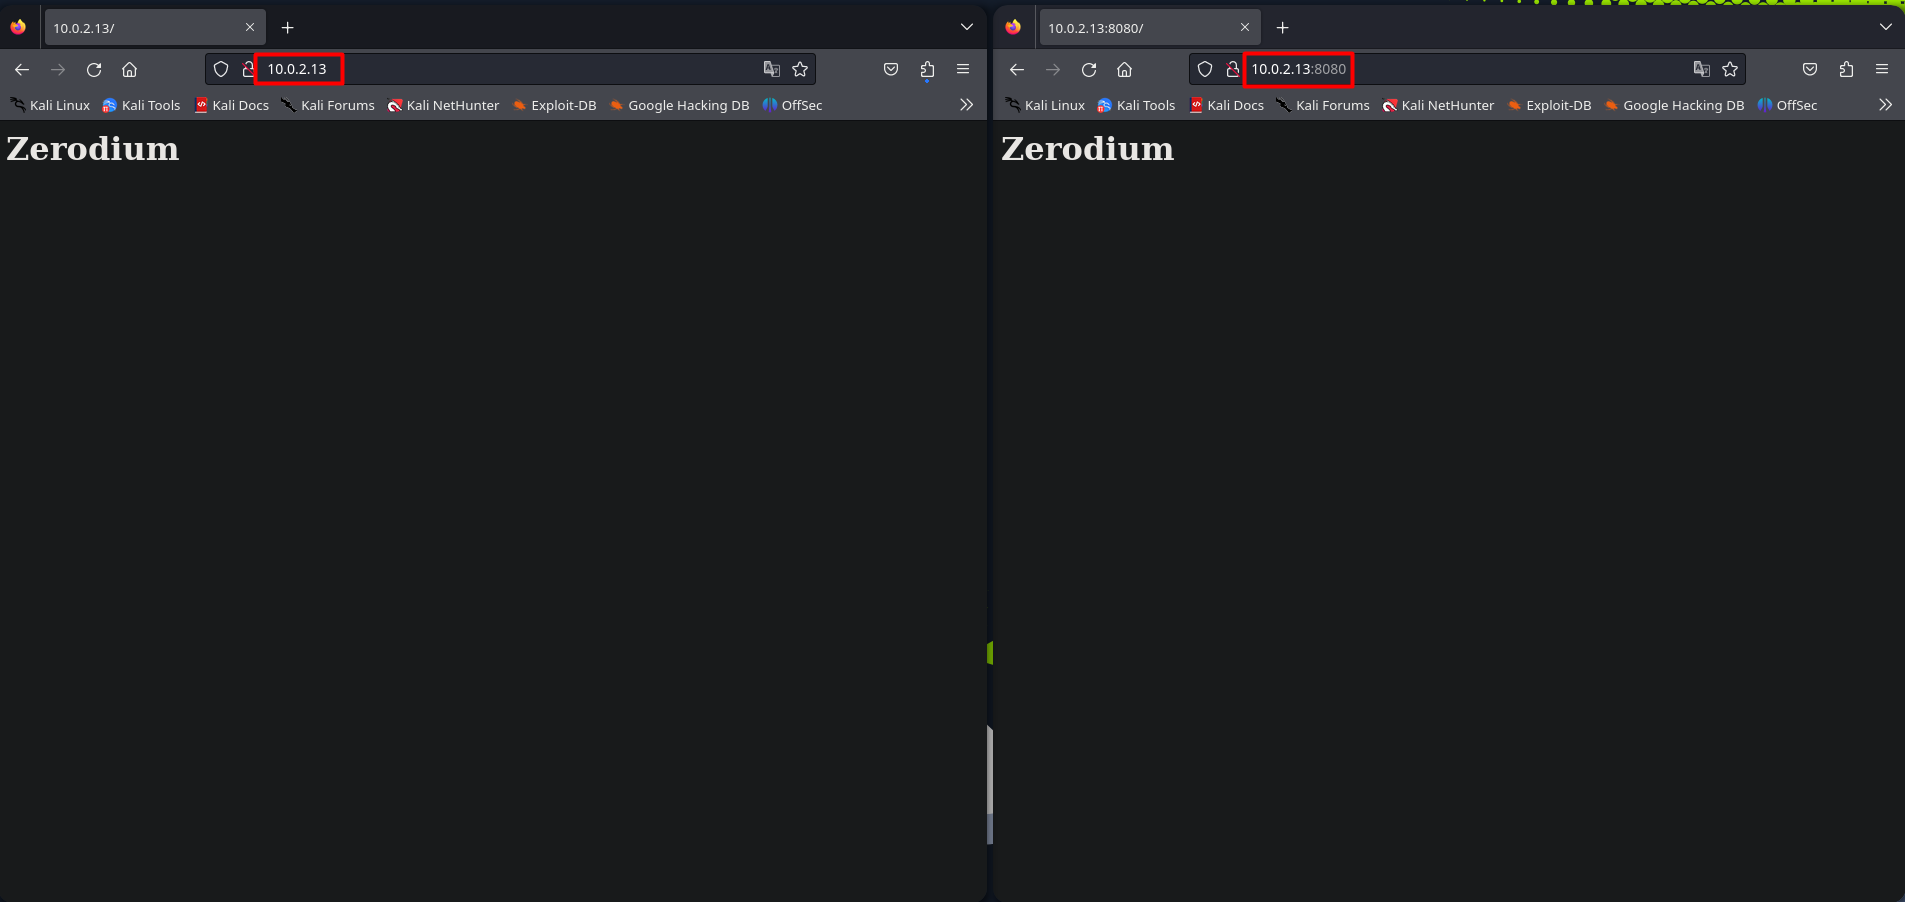 10.0.2.13/
10.0.2.13
Kali Linux Kali Tools Kali Docs Kali Forums Kali NetHunter Exploit-DB Google Hacking DB OffSec
Zerodium
10.0.2.13:8080/
10.0.2.13:8080
Kali Linux Kali Tools Kali Docs Kali Forums Kali NetHunter Exploit-DB Google Hacking DB OffSec
Zerodium